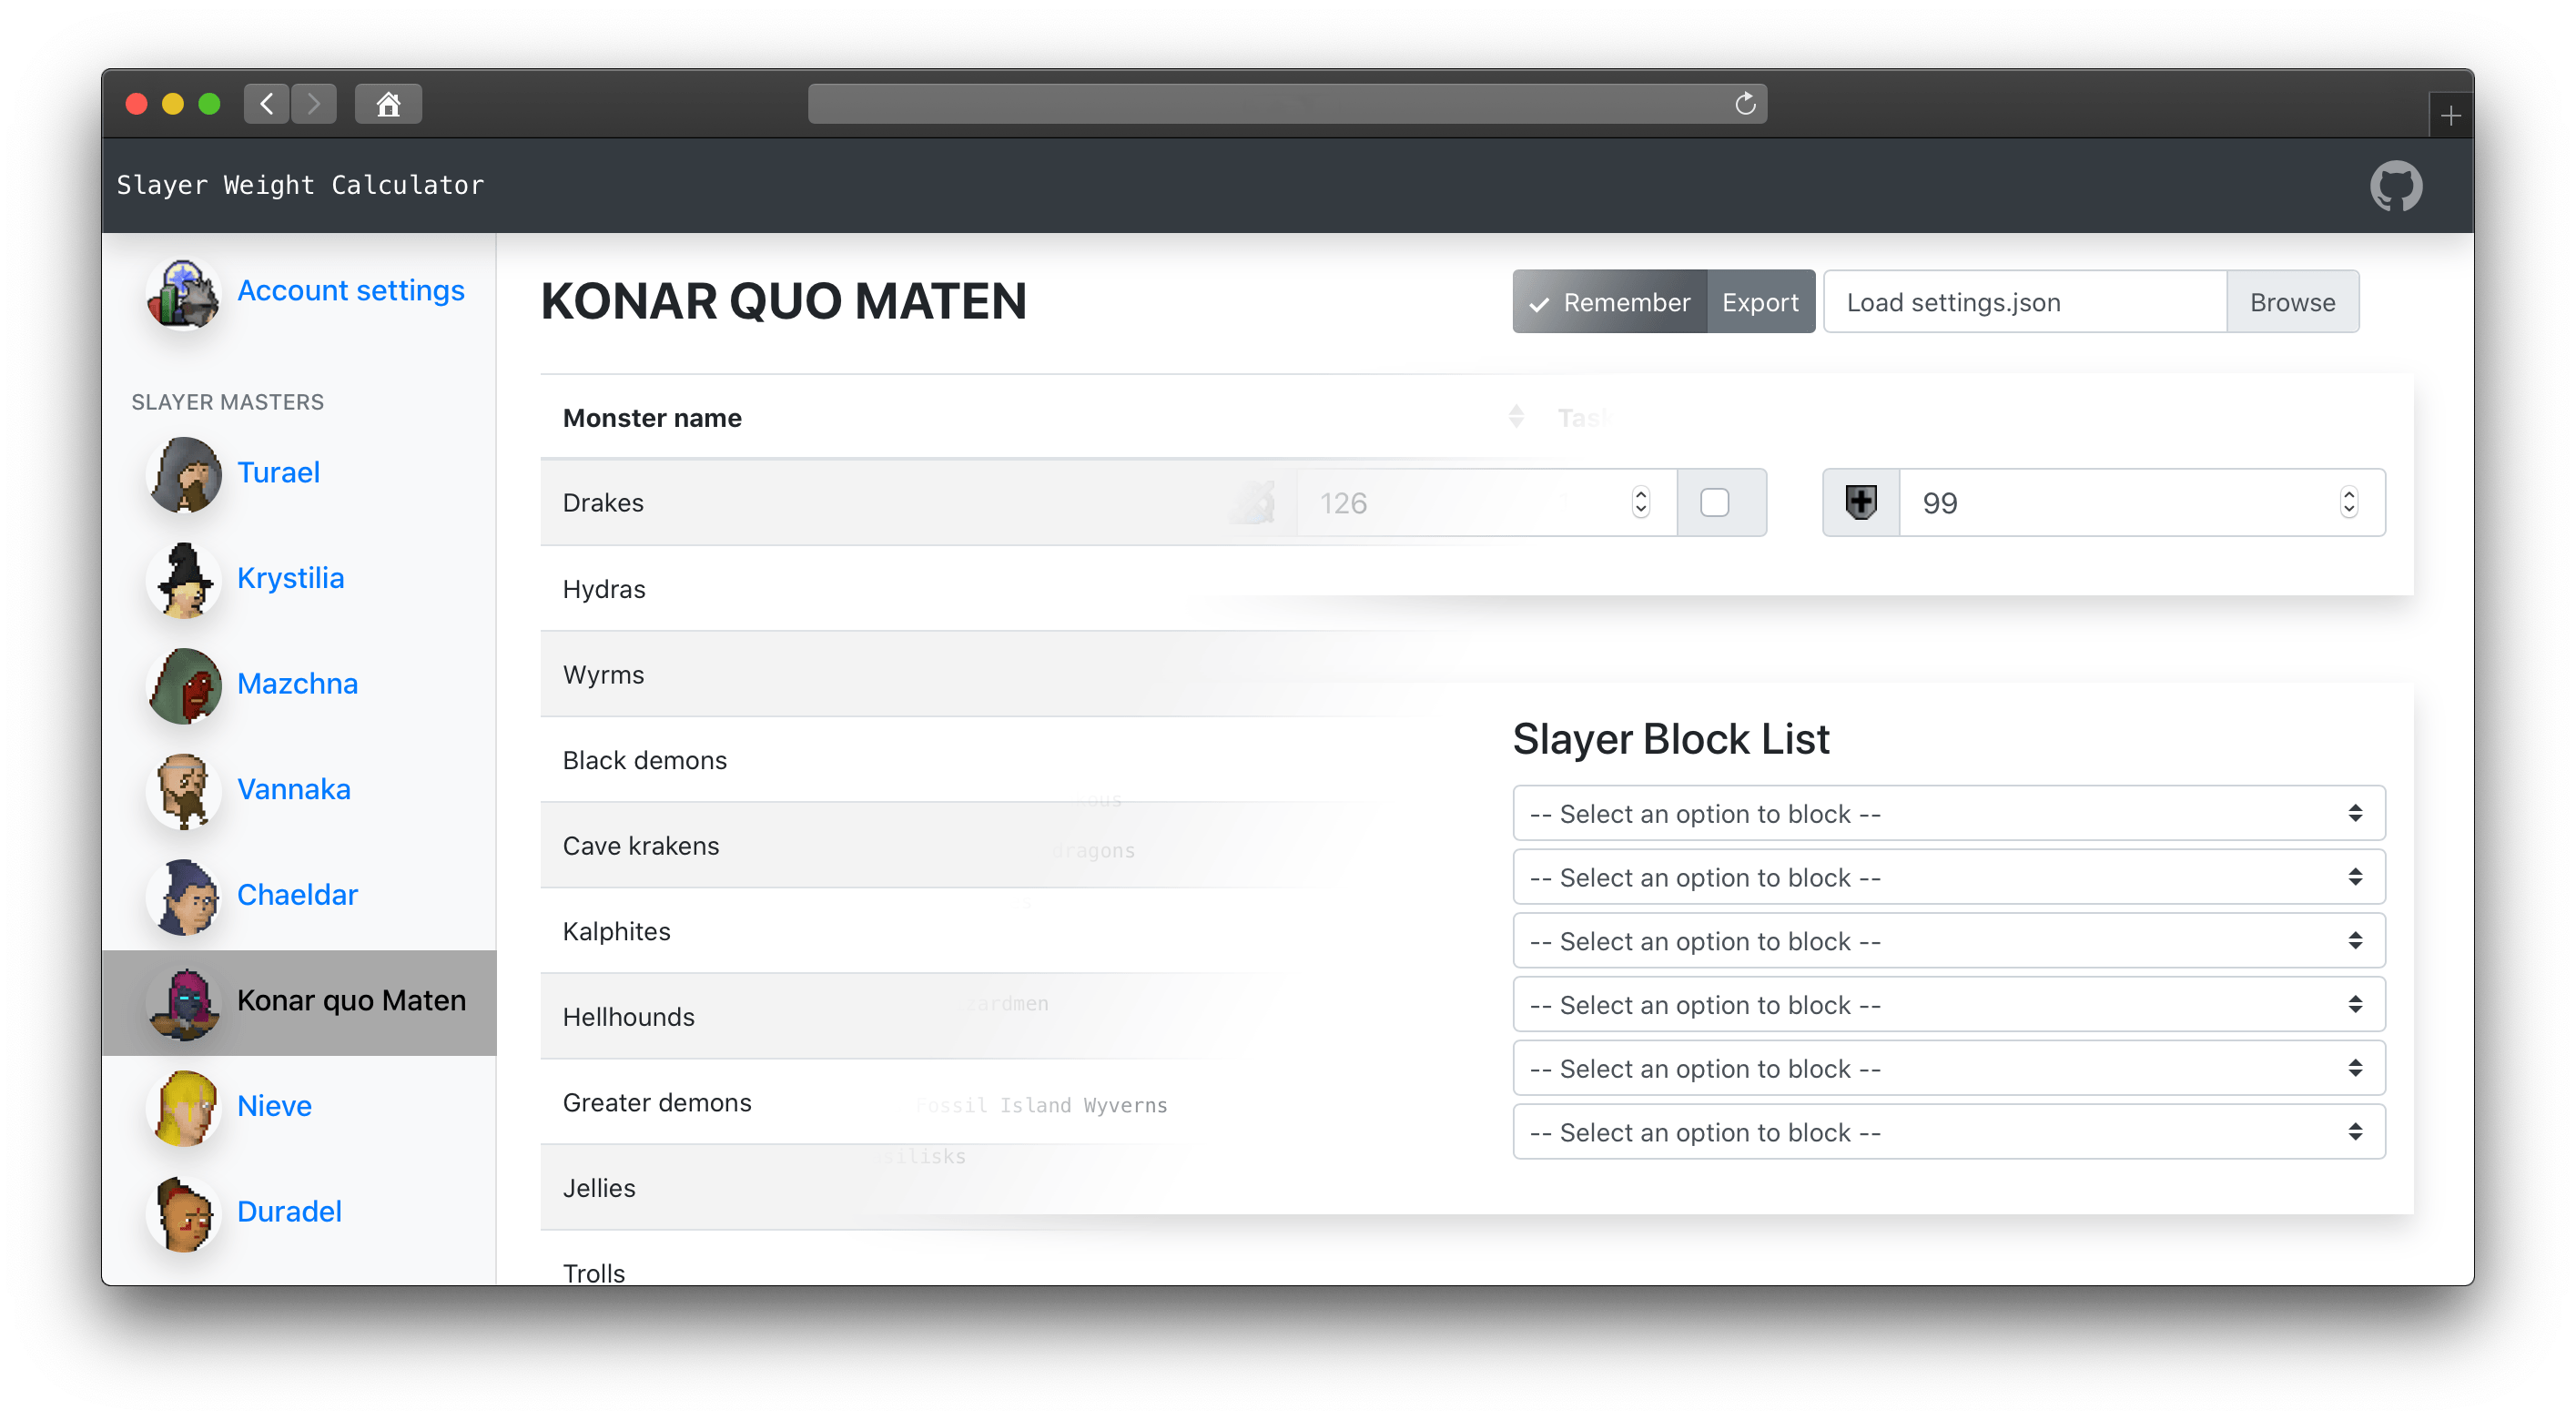 Slayer Weight Calculator
Account settings
SLAYER MASTERS
Turael
Krystilia
Mazchna
Vannaka
Chaeldar
Konar quo Maten
Nieve
Duradel
KONAR QUO MATEN
Remember
Export
Load settings.json
Browse
Monster name
Drakes
Hydras
Wyrms
Black demons
Cave krakens
Kalphites
Hellhounds
Greater demons
Jellies
Trolls
126
99
dragons
Fossil Island Wyverns
Slayer Block List
-- Select an option to block --
-- Select an option to block --
-- Select an option to block --
-- Select an option to block --
-- Select an option to block --
-- Select an option to block --